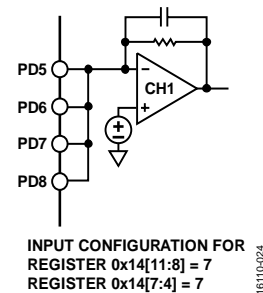 PD5
PD6
PD7
PD8
−
+
CH1
+
−
INPUT CONFIGURATION FOR
REGISTER 0x14[11:8] = 7
REGISTER 0x14[7:4] = 7
16110-024